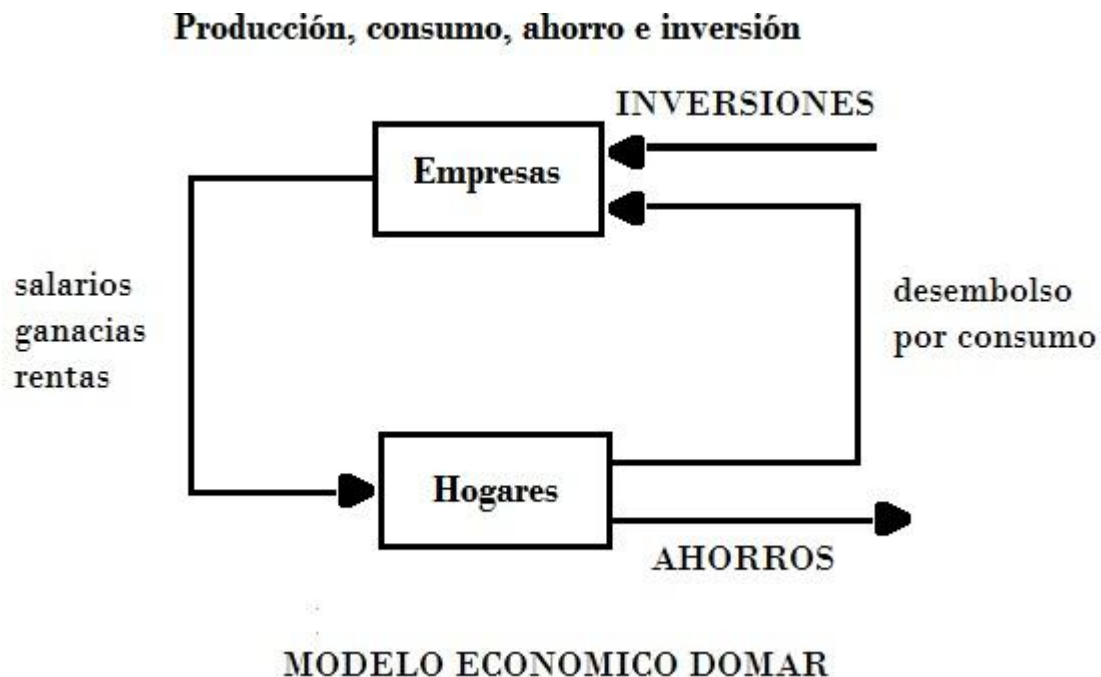 Producción, consumo, ahorro e inversión
INVERSIONES
Empresas
salarios
ganacias
rentas
desembolso
por consumo
Hogares
AHORROS
MODELO ECONOMICO DOMAR